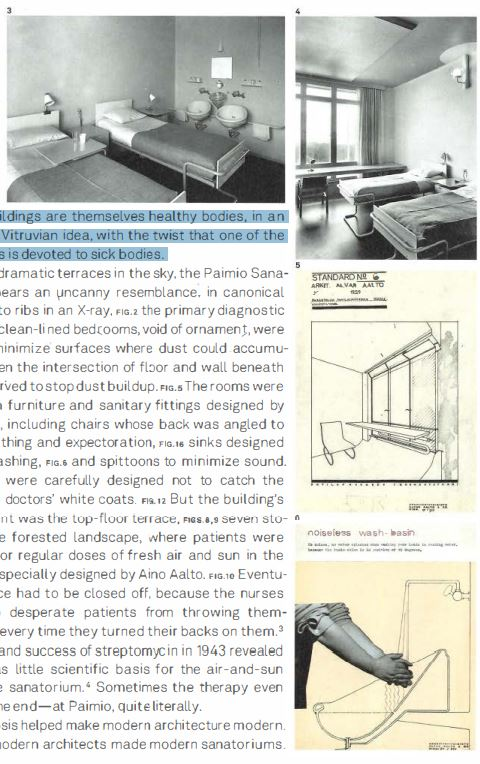 3
ildings are themselves healthy bodies, in an
Vitruvian idea, with the twist that one of the
s is devoted to sick bodies.
dramatic terraces in the sky, the Paimio Sana-
ears an uncanny resemblance, in canonical
to ribs in an X-ray, FIG.2 the primary diagnostic
clean-lined bedrooms, void of ornament, were
minimize surfaces where dust could accumu-
en the intersection of floor and wall beneath
rved to stop dust buildup. FIG.5 The rooms were
furniture and sanitary fittings designed by
, including chairs whose back was angled to
thing and expectoration, FIG.16 sinks designed
ashing, FIG.6 and spittoons to minimize sound.
were carefully designed not to catch the
doctors' white coats. FIG.12 But the building's
nt was the top-floor terrace, FIGS.8,9 seven sto-
e forested landscape, where patients were
or regular doses of fresh air and sun in the
specially designed by Aino Aalto. FIG.10 Eventu-
ce had to be closed off, because the nurses
desperate patients from throwing them-
every time they turned their backs on them.³
and success of streptomycin in 1943 revealed
as little scientific basis for the air-and-sun
e sanatorium.⁴ Sometimes the therapy even
he end—at Paimio, quite literally.
osis helped make modern architecture modern.
modern architects made modern sanatoriums.
4
5
STANDARD No 6
ARKIT. ALVAR AALTO
1929
6
noiseless wash-basin